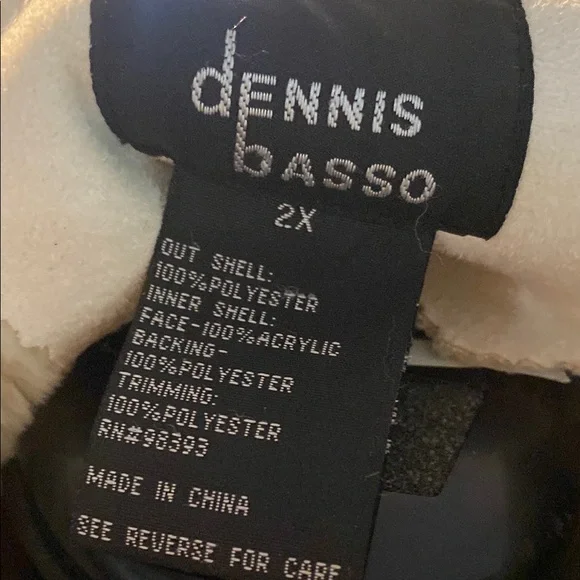 dENNIS
bASSO
2X
OUT SHELL:
100%POLYESTER
INNER SHELL:
FACE-100%ACRYLIC
BACKING-
100%POLYESTER
TRIMMING:
100%POLYESTER
RN#98393
MADE IN CHINA
SEE REVERSE FOR CARE